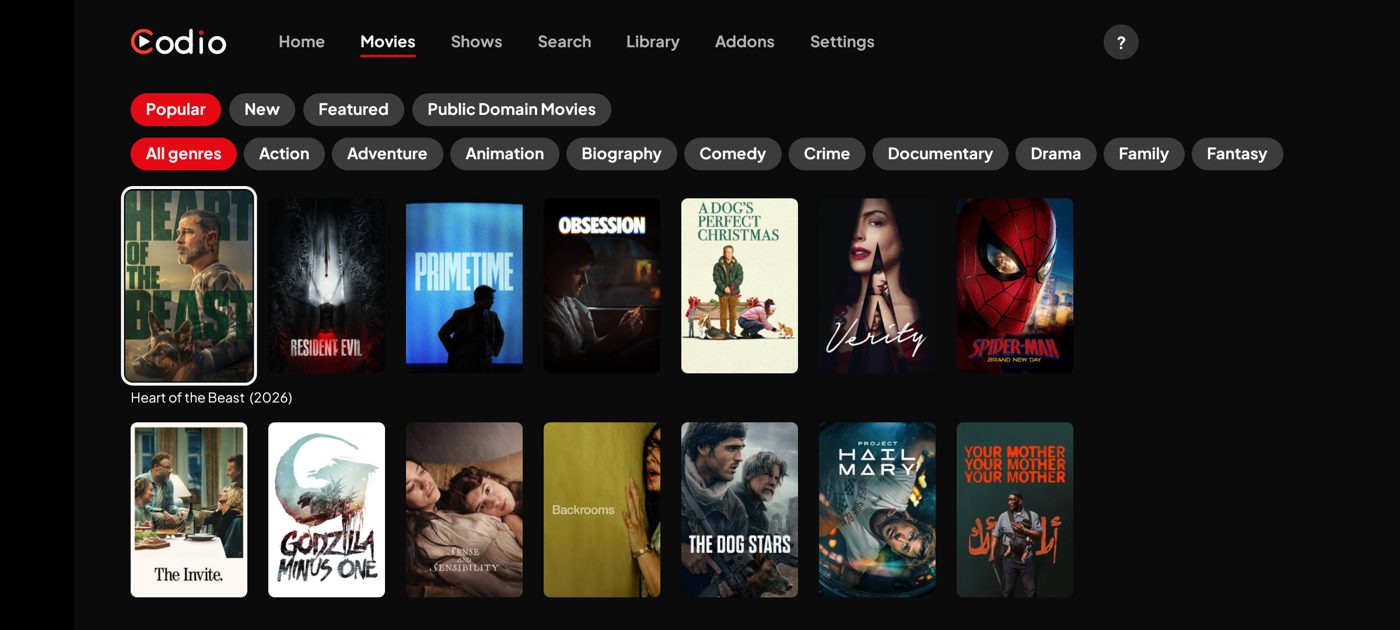 Codio
Home Movies Shows Search Library Addons Settings ?
Popular New Featured Public Domain Movies
All genres Action Adventure Animation Biography Comedy Crime Documentary Drama Family Fantasy
HEART
OF
THE
BEAST
RESIDENT EVIL
PRIMETIME
OBSESSION
A DOG'S
PERFECT
CHRISTMAS
Verity
SPIDER-MAN
BRAND NEW DAY
Heart of the Beast (2026)
The Invite.
GODZILLA
MINUS ONE
SENSE
AND
SENSIBILITY
Backrooms
THE DOG STARS
PROJECT
HAIL
MARY
YOUR MOTHER
YOUR MOTHER
YOUR MOTHER